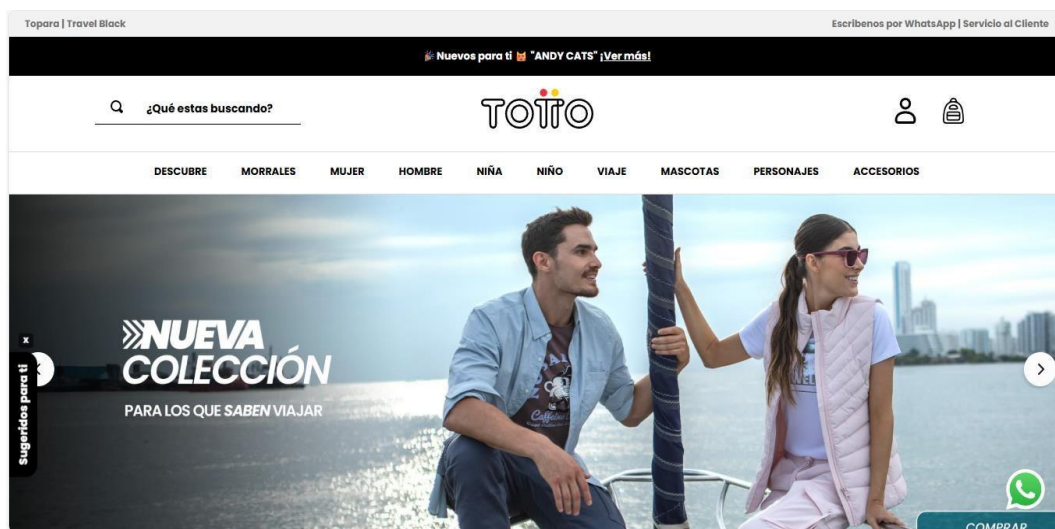 Topara | Travel Black
Escribenos por WhatsApp | Servicio al Cliente
🎉 Nuevos para ti 🐱 "ANDY CATS" ¡Ver más!
¿Qué estas buscando?
TOTTO
DESCUBRE MORRALES MUJER HOMBRE NIÑA NIÑO VIAJE MASCOTAS PERSONAJES ACCESORIOS
NUEVA
COLECCIÓN
PARA LOS QUE SABEN VIAJAR
x
Sugeridos para ti
COMPRAR